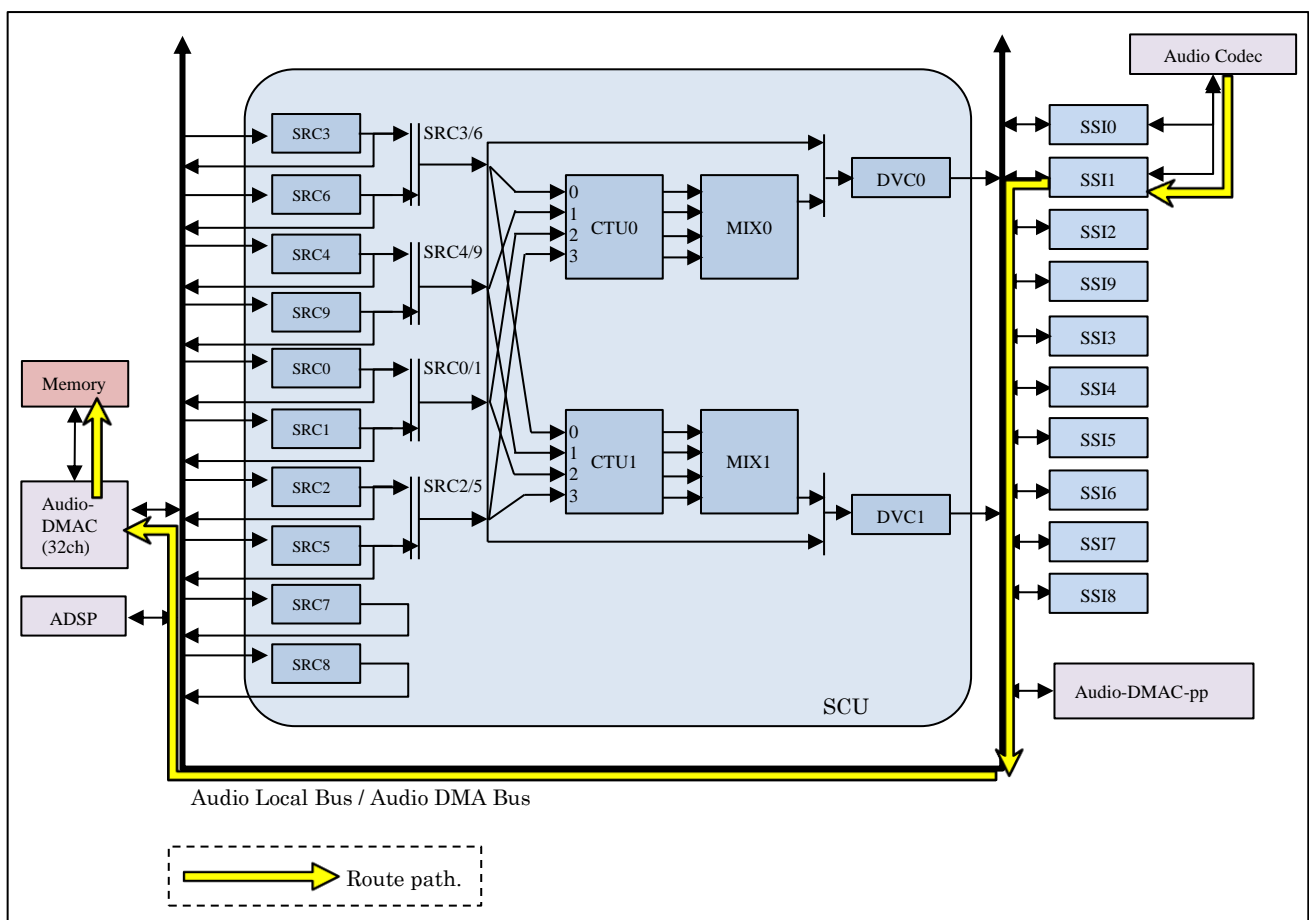 Audio Codec
SRC3
SRC3/6
SSI0
SRC6
SSI1
DVC0
0
1
2
3
CTU0
MIX0
SSI2
SRC4
SRC4/9
SSI9
SRC9
SSI3
SRC0
SRC0/1
Memory
SSI4
SRC1
0
1
2
3
CTU1
MIX1
SSI5
SRC2
SRC2/5
SSI6
Audio-
DMAC
(32ch)
DVC1
SRC5
SSI7
SRC7
SSI8
ADSP
SRC8
SCU
Audio-DMAC-pp
Audio Local Bus / Audio DMA Bus
Route path.